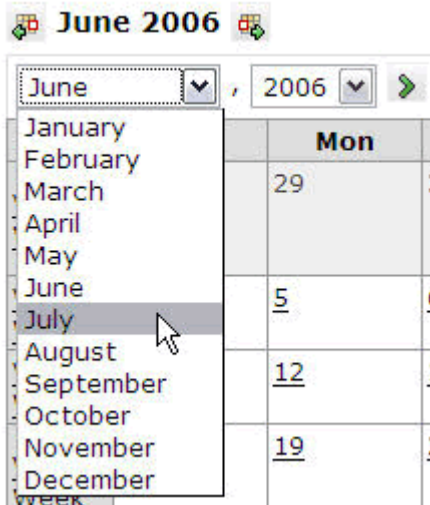 June 2006
June , 2006
Mon
January
February 29
March
April
May
June 5
July
August
September 12
October
November 19
December
Week